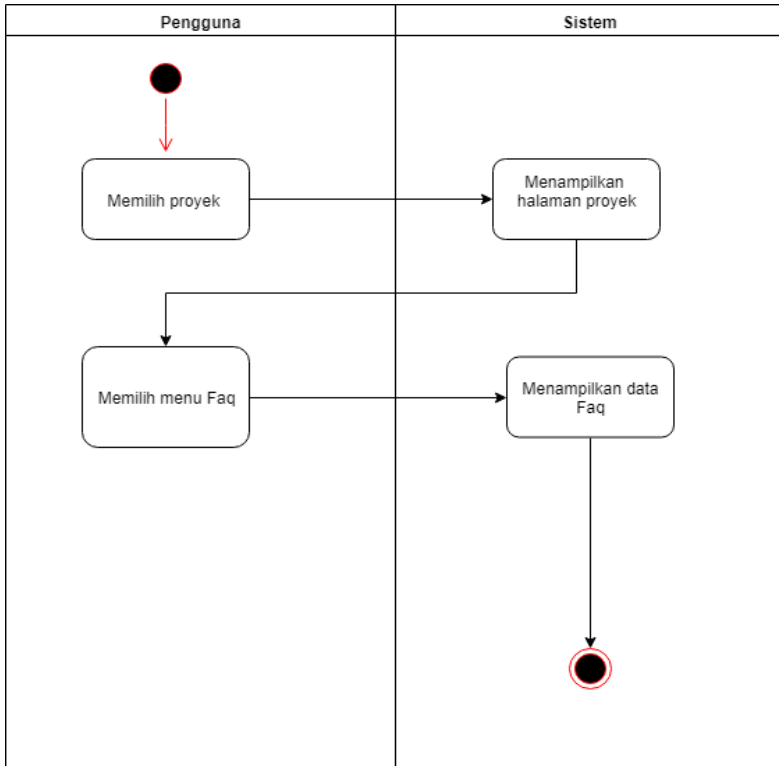 Pengguna
Sistem
Memilih proyek
Menampilkan
halaman proyek
Memilih menu Faq
Menampilkan data
Faq